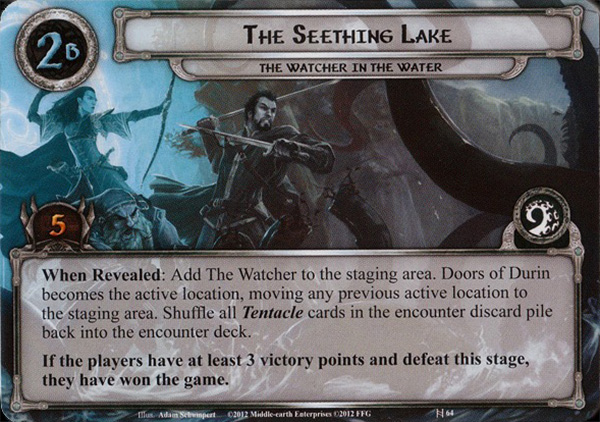 2B
THE SEETHING LAKE
THE WATCHER IN THE WATER
5
When Revealed: Add The Watcher to the staging area. Doors of Durin
becomes the active location, moving any previous active location to
the staging area. Shuffle all Tentacle cards in the encounter discard pile
back into the encounter deck.
If the players have at least 3 victory points and defeat this stage,
they have won the game.
Illus. Adam Schumpert ©2012 Middle-earth Enterprises ©2012 FFG 64